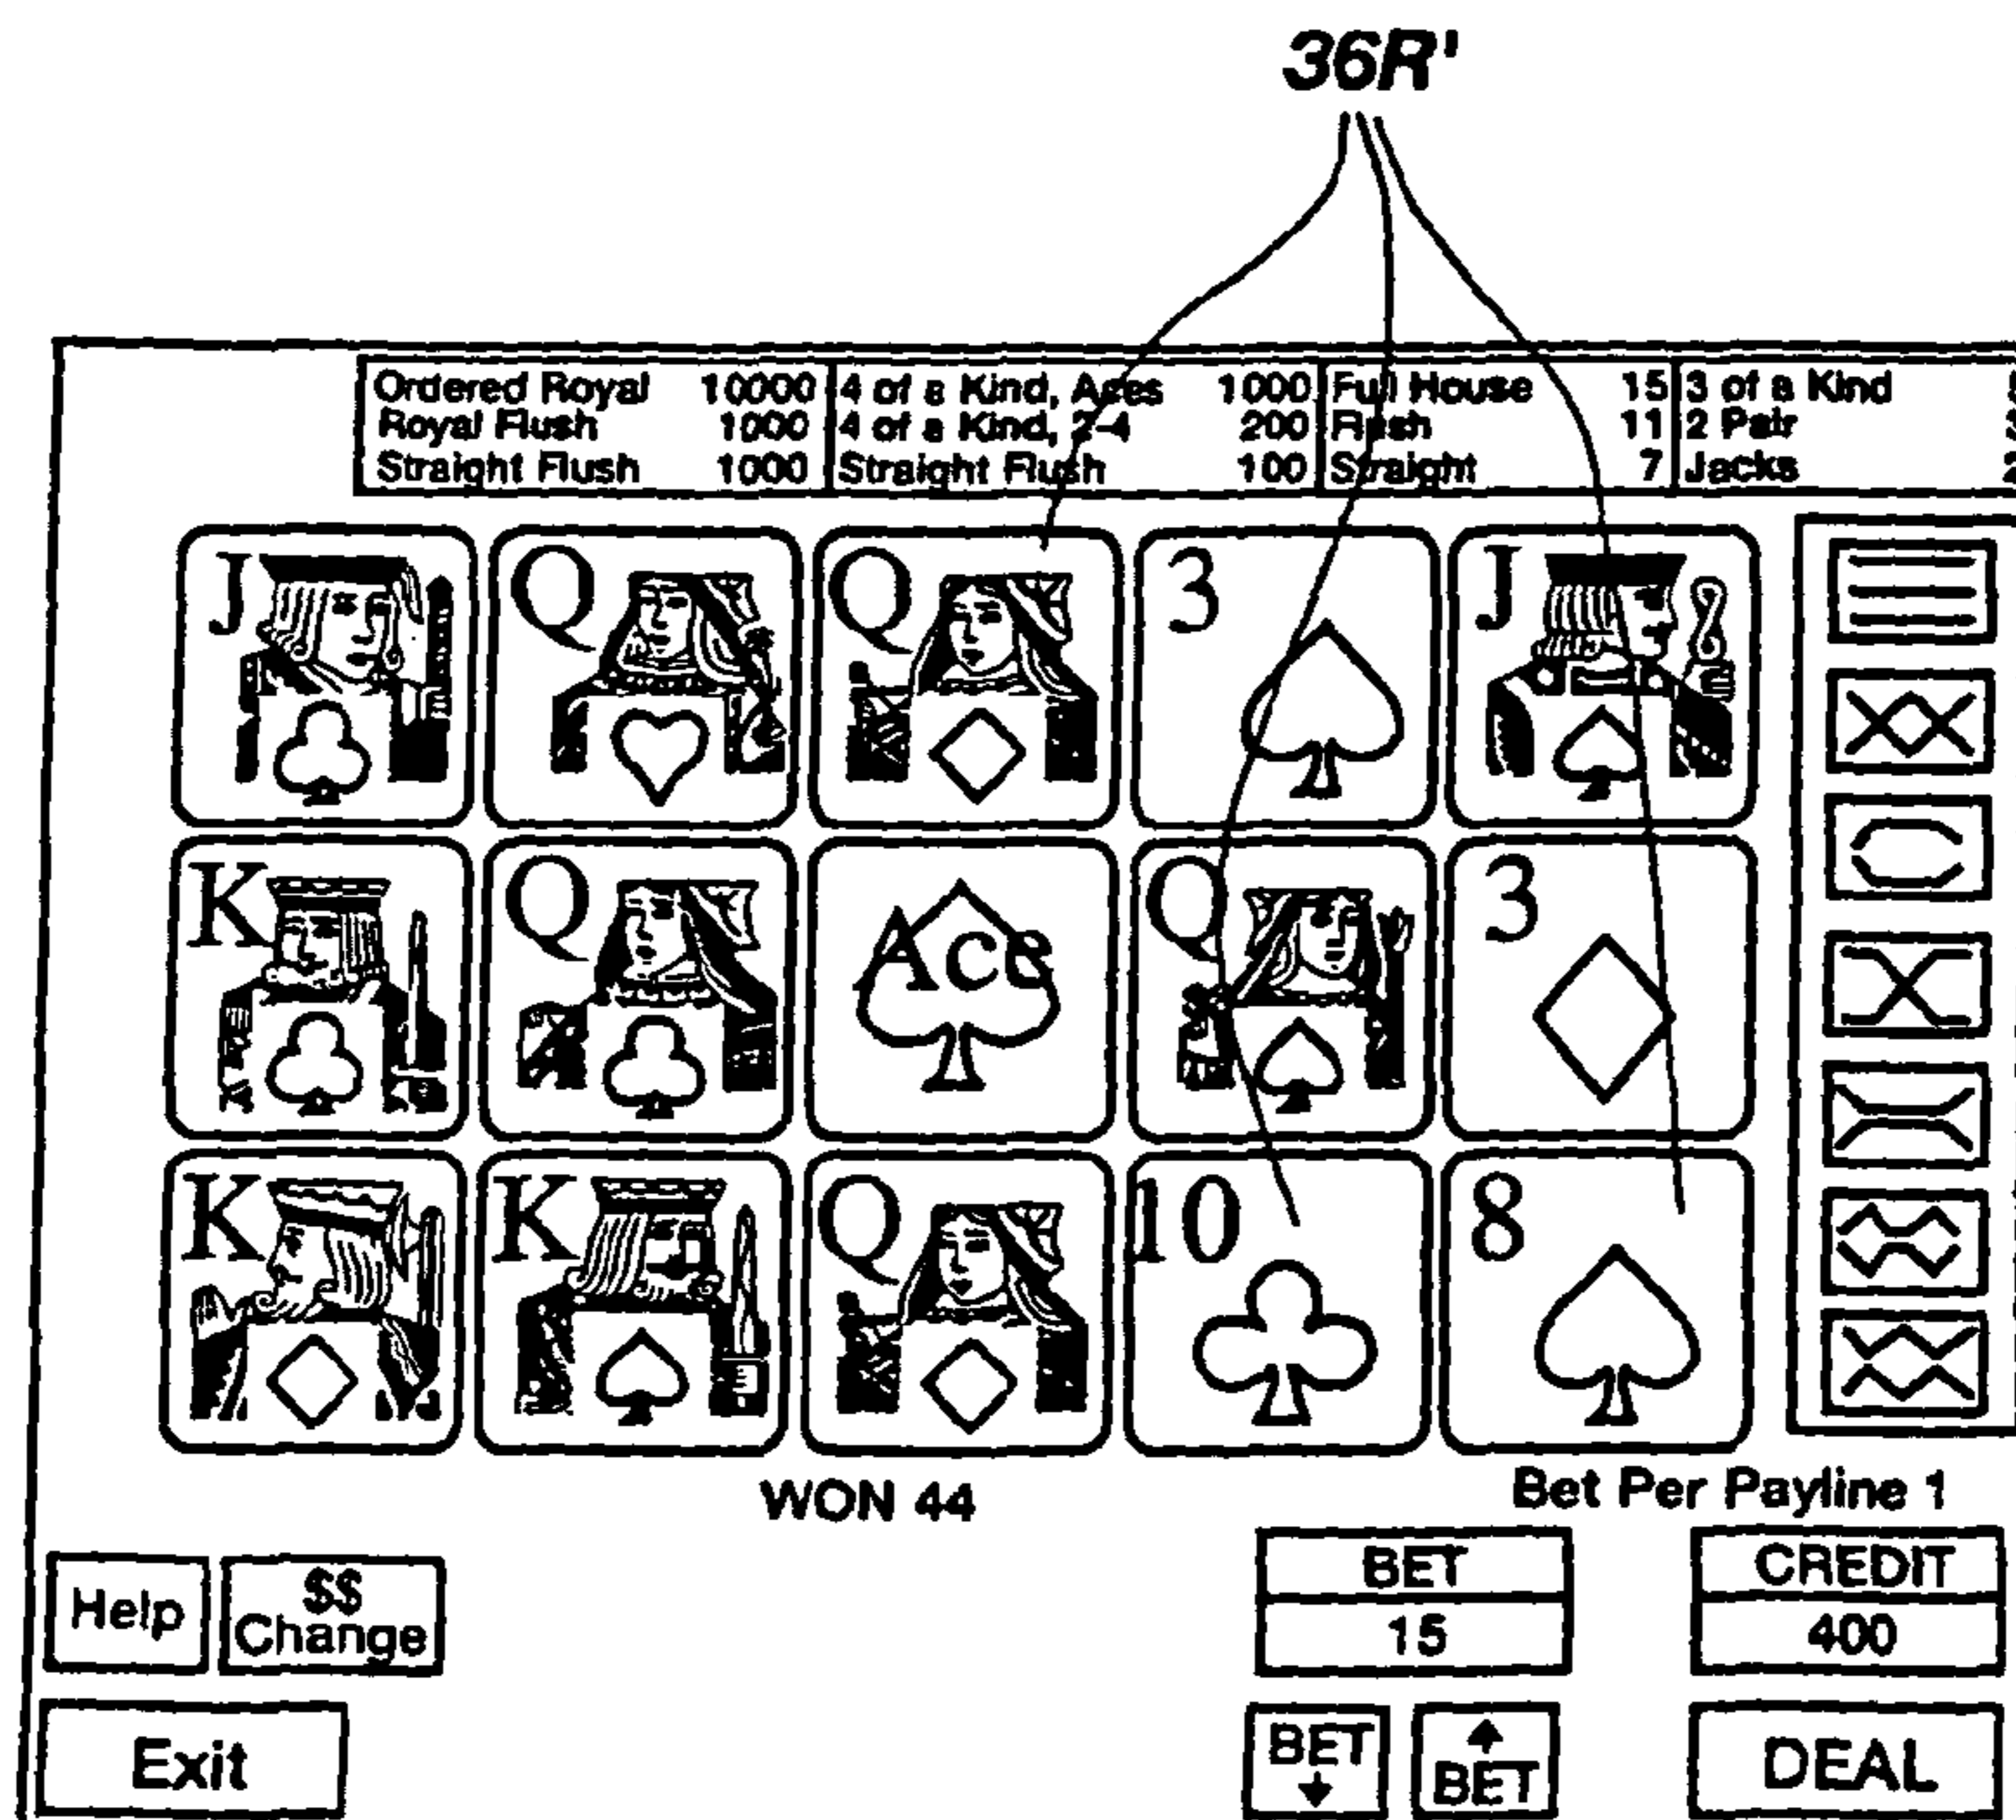 36R'
Ordered Royal 10000 4 of a Kind, Aces 1000 Full House 15 3 of a Kind
Royal Flush 1000 4 of a Kind, 2-4 200 Flush 11 2 Pair 3
Straight Flush 1000 Straight Flush 100 Straight 7 Jacks 2
J Q Q 3 J
K Q Ace Q 3
K K Q 10 8
WON 44 Bet Per Payline 1
Help $$ Change BET CREDIT
15 400
Exit BET BET DEAL